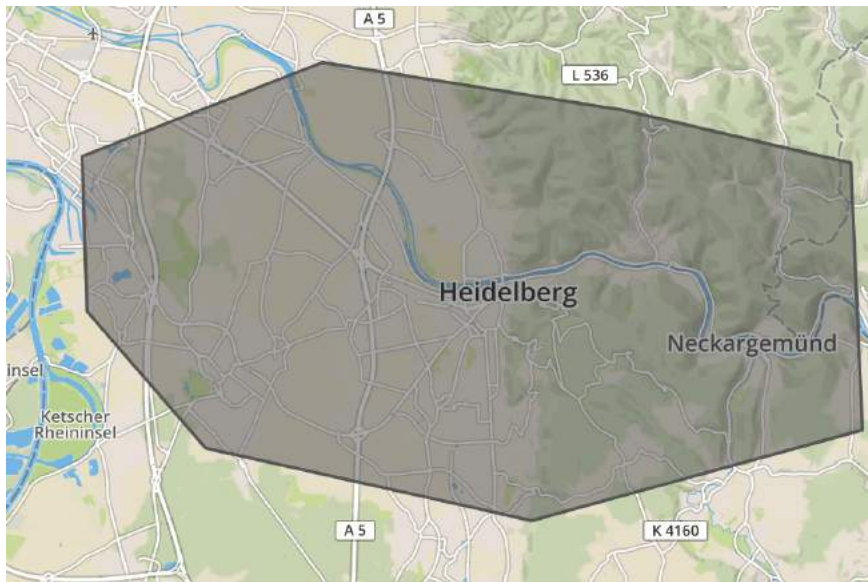 A 5
L 536
Heidelberg
Neckargemünd
insel
Ketscher
Rheininsel
A 5
K 4160